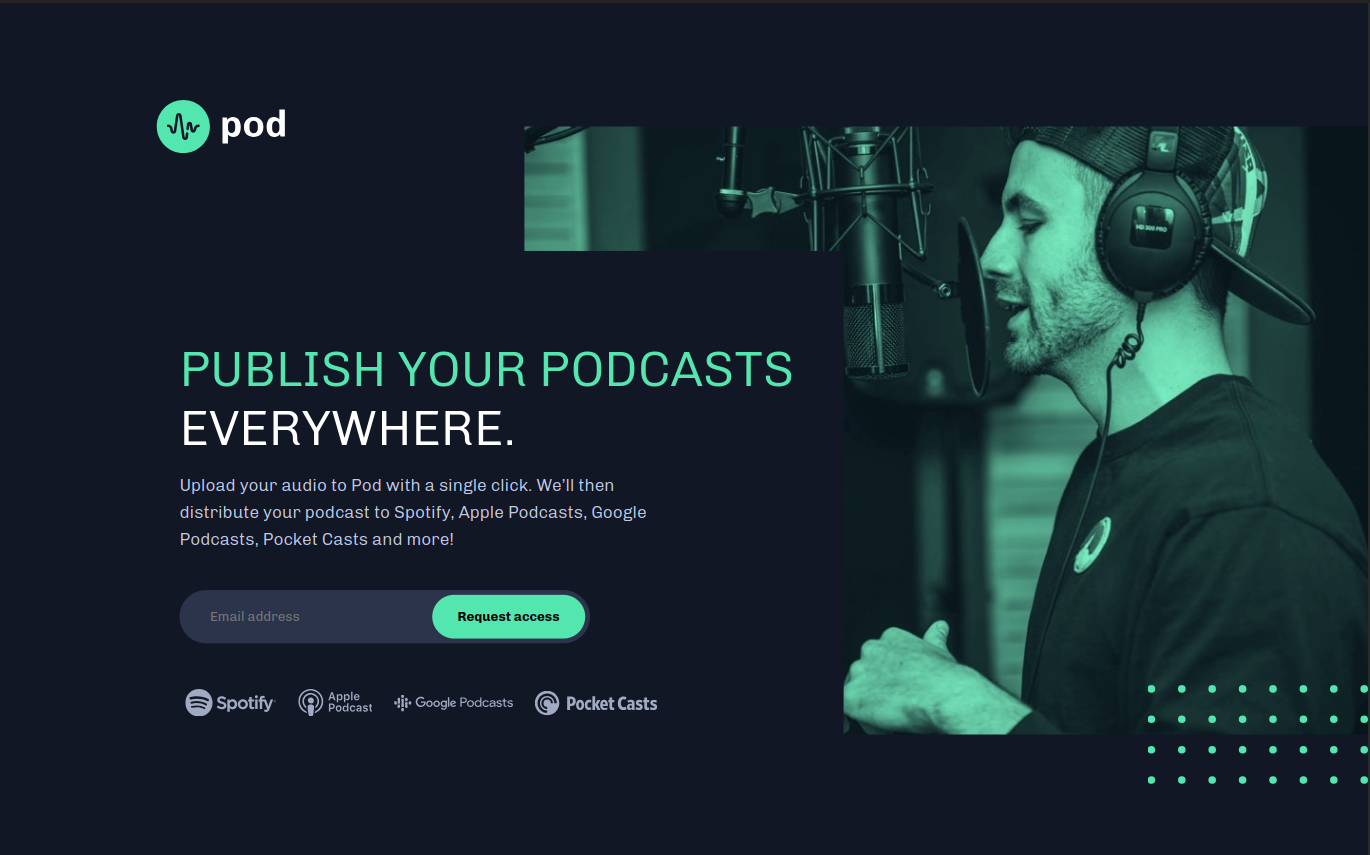 pod
HD 300 PRO
PUBLISH YOUR PODCASTS
EVERYWHERE.
Upload your audio to Pod with a single click. We’ll then
distribute your podcast to Spotify, Apple Podcasts, Google
Podcasts, Pocket Casts and more!
Email address
Request access
Spotify
Apple
Podcast
Google Podcasts
Pocket Casts